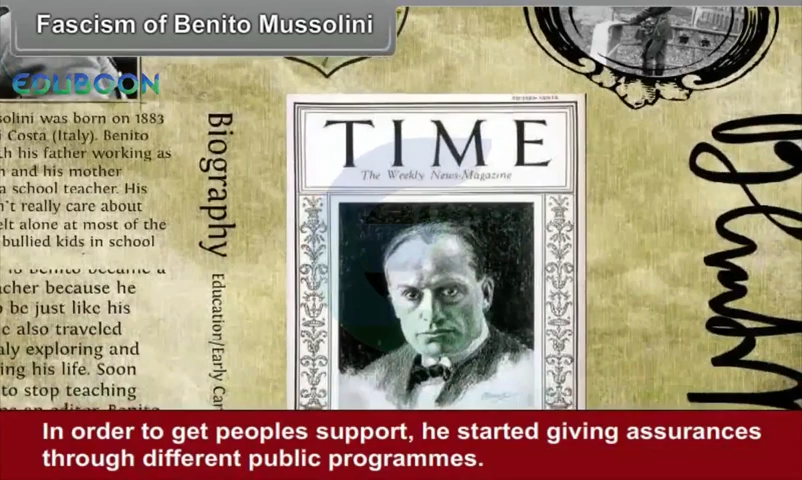 Fascism of Benito Mussolini
EDUBOON
solini was born on 1883
Costa (Italy). Benito
his father working as
and his mother
a school teacher. His
n't really care about
elt alone at most of the
bullied kids in school
Benito became a
acher because he
be just like his
e also traveled
aly exploring and
ing his life. Soon
to stop teaching
Biography
Education/Early Car
TIME
The Weekly News-Magazine
In order to get peoples support, he started giving assurances
through different public programmes.